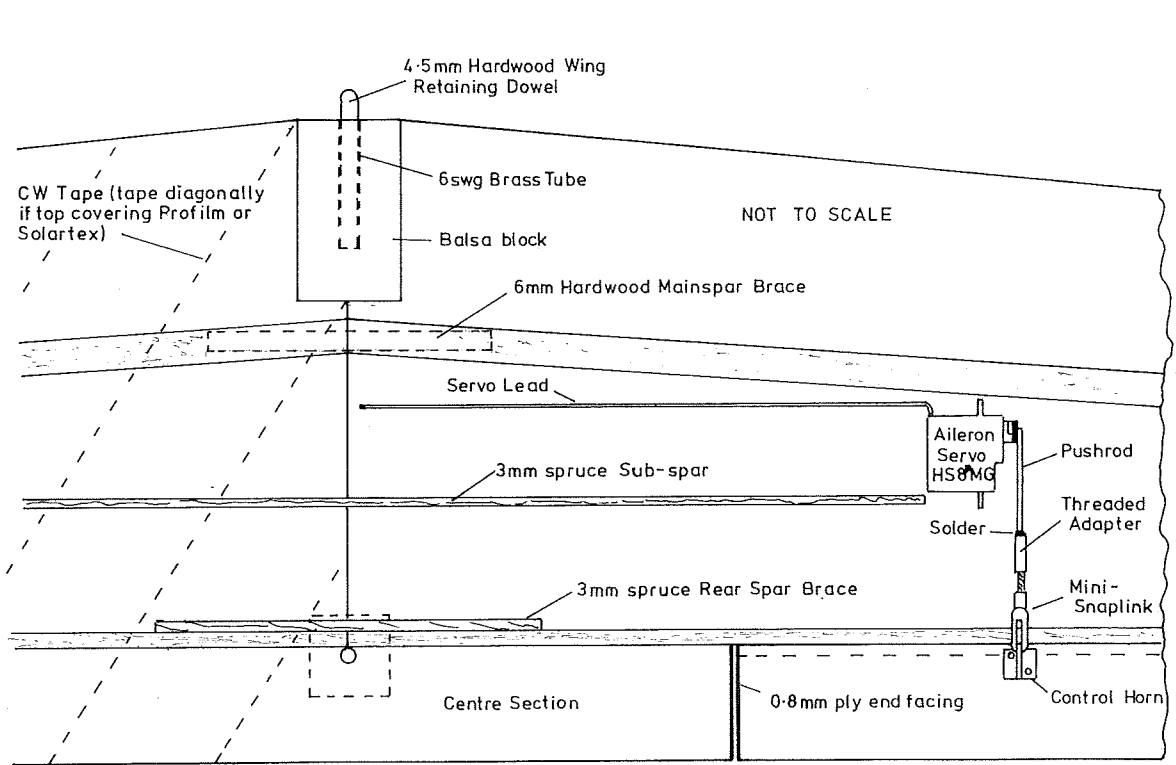 4·5mm Hardwood Wing
Retaining Dowel
6swg Brass Tube
CW Tape (tape diagonally
if top covering Profilm or
Solartex)
NOT TO SCALE
Balsa block
6mm Hardwood Mainspar Brace
Servo Lead
Aileron
Servo
HS8MG
Pushrod
3mm spruce Sub-spar
Threaded
Adapter
Solder
3mm spruce Rear Spar Brace
Mini-
Snaplink
Centre Section
0·8mm ply end facing
Control Horn